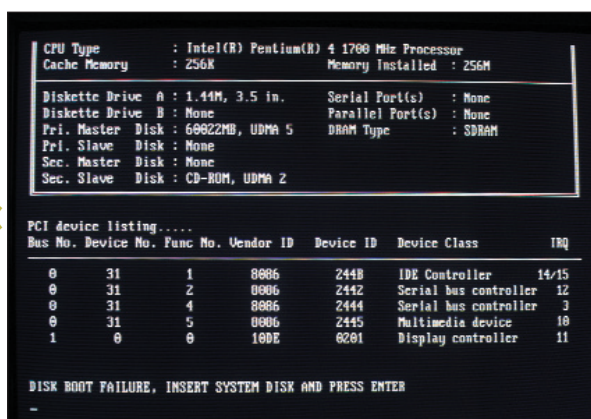 CPU Type : Intel(R) Pentium(R) 4 1700 MHz Processor
Cache Memory : 256K Memory Installed : 256M
Diskette Drive A : 1.44M, 3.5 in. Serial Port(s) : None
Diskette Drive B : None Parallel Port(s) : None
Pri. Master Disk : 60022MB, UDMA 5 DRAM Type : SDRAM
Pri. Slave Disk : None
Sec. Master Disk : None
Sec. Slave Disk : CD-ROM, UDMA 2
PCI device listing.....
Bus No. Device No. Func No. Vendor ID Device ID Device Class IRQ
0 31 1 8086 244B IDE Controller 14/15
0 31 2 8086 2442 Serial bus controller 12
0 31 4 8086 2444 Serial bus controller 3
0 31 5 8086 2445 Multimedia device 10
1 0 0 10DE 0201 Display controller 11
DISK BOOT FAILURE, INSERT SYSTEM DISK AND PRESS ENTER